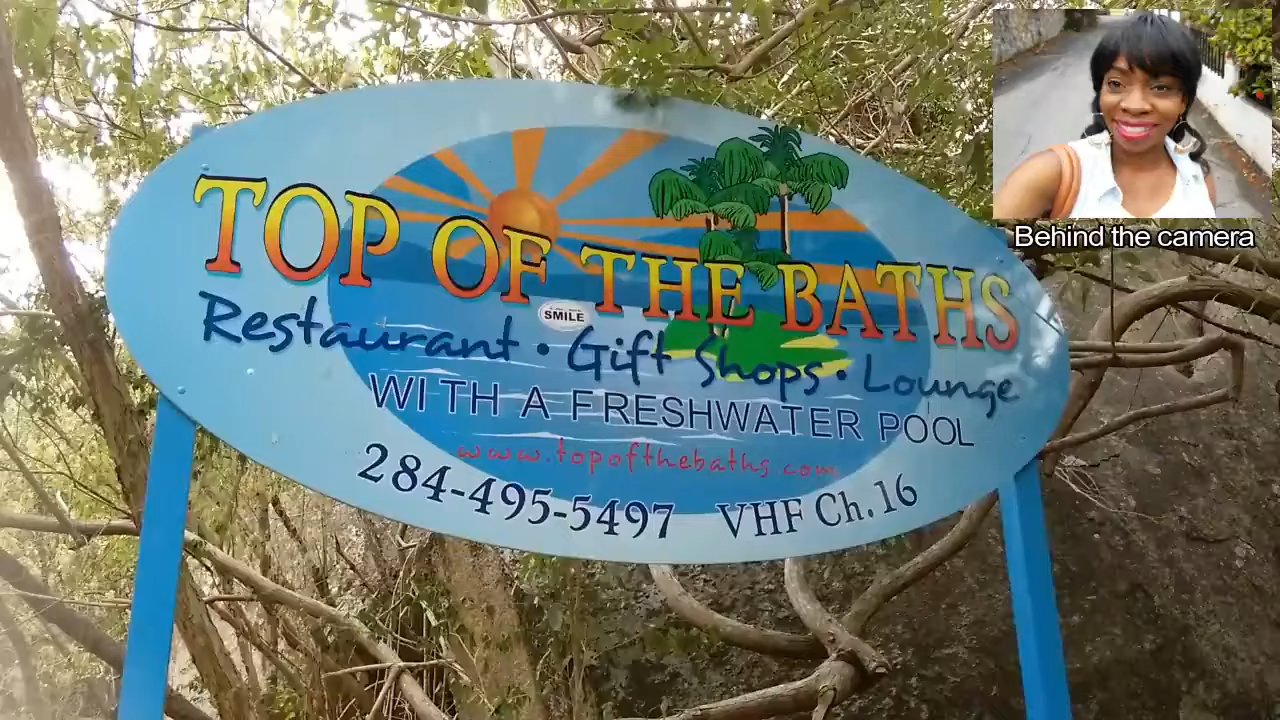 TOP OF THE BATHS
SMILE
Restaurant · Gift Shops · Lounge
WITH A FRESHWATER POOL
www.topofthebaths.com
284-495-5497 VHF Ch. 16
Behind the camera